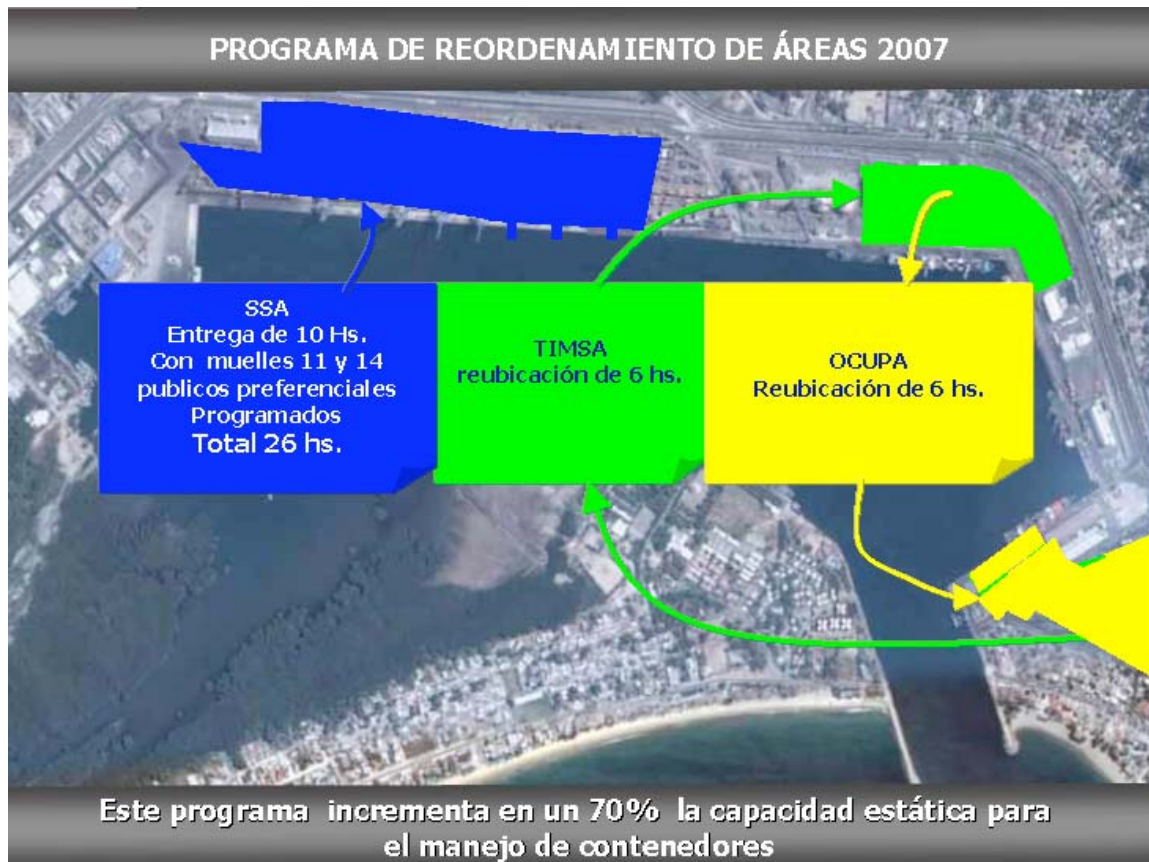 PROGRAMA DE REORDENAMIENTO DE ÁREAS 2007
SSA
Entrega de 10 Hs.
Con muelles 11 y 14
publicos preferenciales
Programados
Total 26 hs.
TIMSA
reubicación de 6 hs.
OCUPA
Reubicación de 6 hs.
Este programa incrementa en un 70% la capacidad estática para
el manejo de contenedores